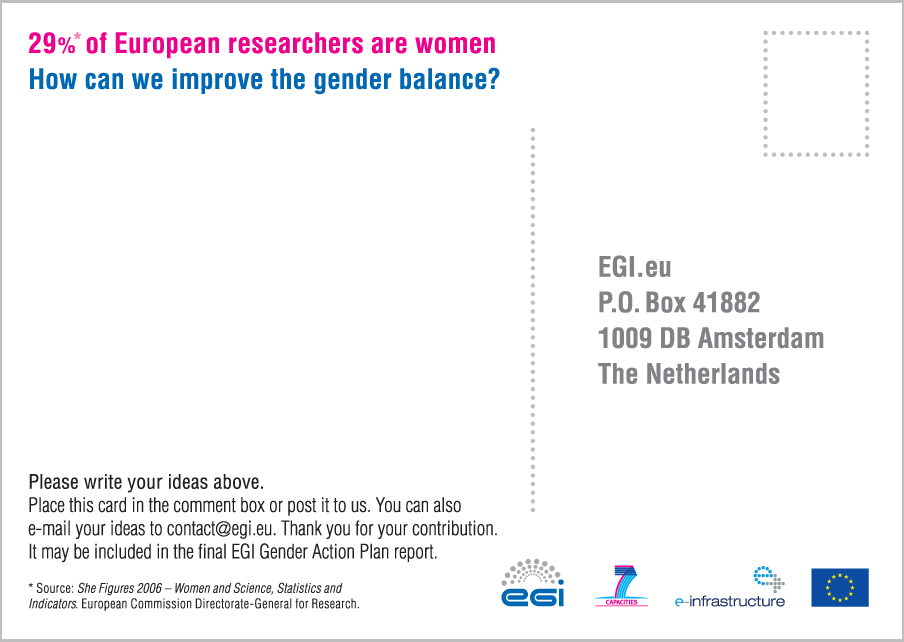 29%* of European researchers are women
How can we improve the gender balance?
EGI.eu
P.O. Box 41882
1009 DB Amsterdam
The Netherlands
Please write your ideas above.
Place this card in the comment box or post it to us. You can also
e-mail your ideas to contact@egi.eu. Thank you for your contribution.
It may be included in the final EGI Gender Action Plan report.
* Source: She Figures 2006 – Women and Science, Statistics and
Indicators. European Commission Directorate-General for Research.
egi
7
CAPACITIES
e-infrastructure